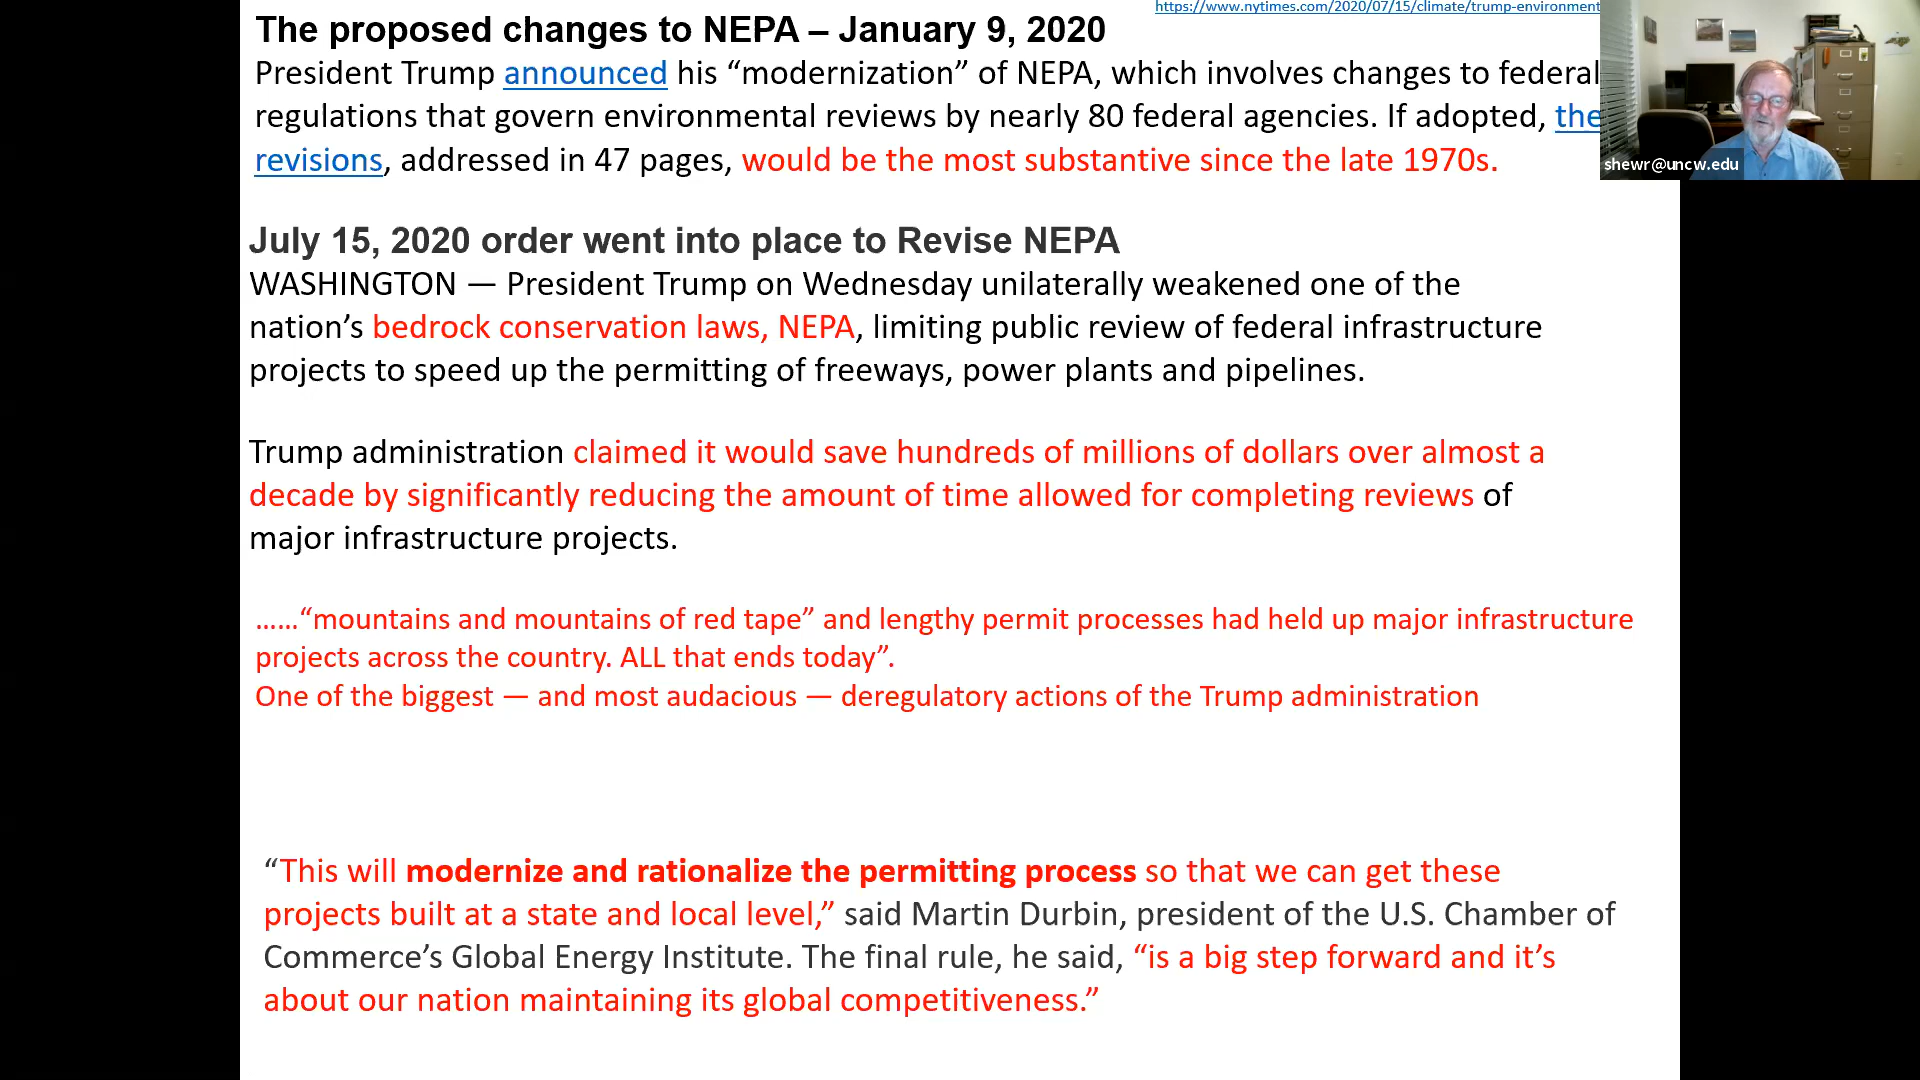 https://www.nytimes.com/2020/07/15/climate/trump-environment
The proposed changes to NEPA – January 9, 2020
President Trump announced his “modernization” of NEPA, which involves changes to federal
regulations that govern environmental reviews by nearly 80 federal agencies. If adopted, the
revisions, addressed in 47 pages, would be the most substantive since the late 1970s.
shewr@uncw.edu
July 15, 2020 order went into place to Revise NEPA
WASHINGTON — President Trump on Wednesday unilaterally weakened one of the
nation’s bedrock conservation laws, NEPA, limiting public review of federal infrastructure
projects to speed up the permitting of freeways, power plants and pipelines.
Trump administration claimed it would save hundreds of millions of dollars over almost a
decade by significantly reducing the amount of time allowed for completing reviews of
major infrastructure projects.
……“mountains and mountains of red tape” and lengthy permit processes had held up major infrastructure
projects across the country. ALL that ends today”.
One of the biggest — and most audacious — deregulatory actions of the Trump administration
“This will modernize and rationalize the permitting process so that we can get these
projects built at a state and local level,” said Martin Durbin, president of the U.S. Chamber of
Commerce’s Global Energy Institute. The final rule, he said, “is a big step forward and it’s
about our nation maintaining its global competitiveness.”